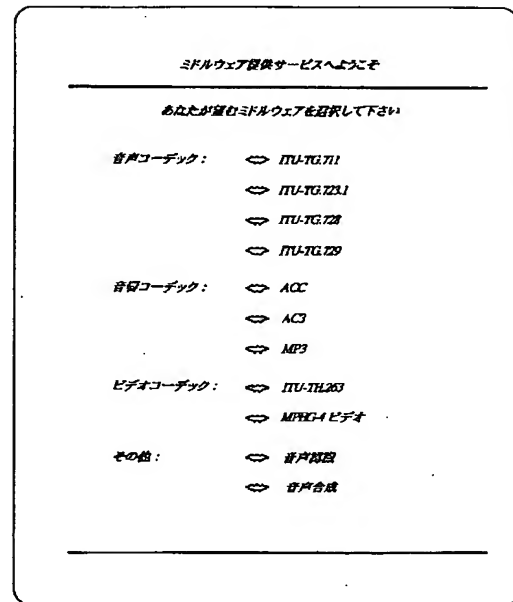 ミドルウェア提供サービスへようこそ
あなたが望むミドルウェアを選択して下さい
音声コーデック： ⇔ ITU-TG.711
⇔ ITU-TG.723.1
⇔ ITU-TG.728
⇔ ITU-TG.729
音響コーデック： ⇔ AOC
⇔ AC3
⇔ MP3
ビデオコーデック： ⇔ ITU-TH.263
⇔ MPHG-4 ビデオ
その他： ⇔ 音声認識
⇔ 音声合成